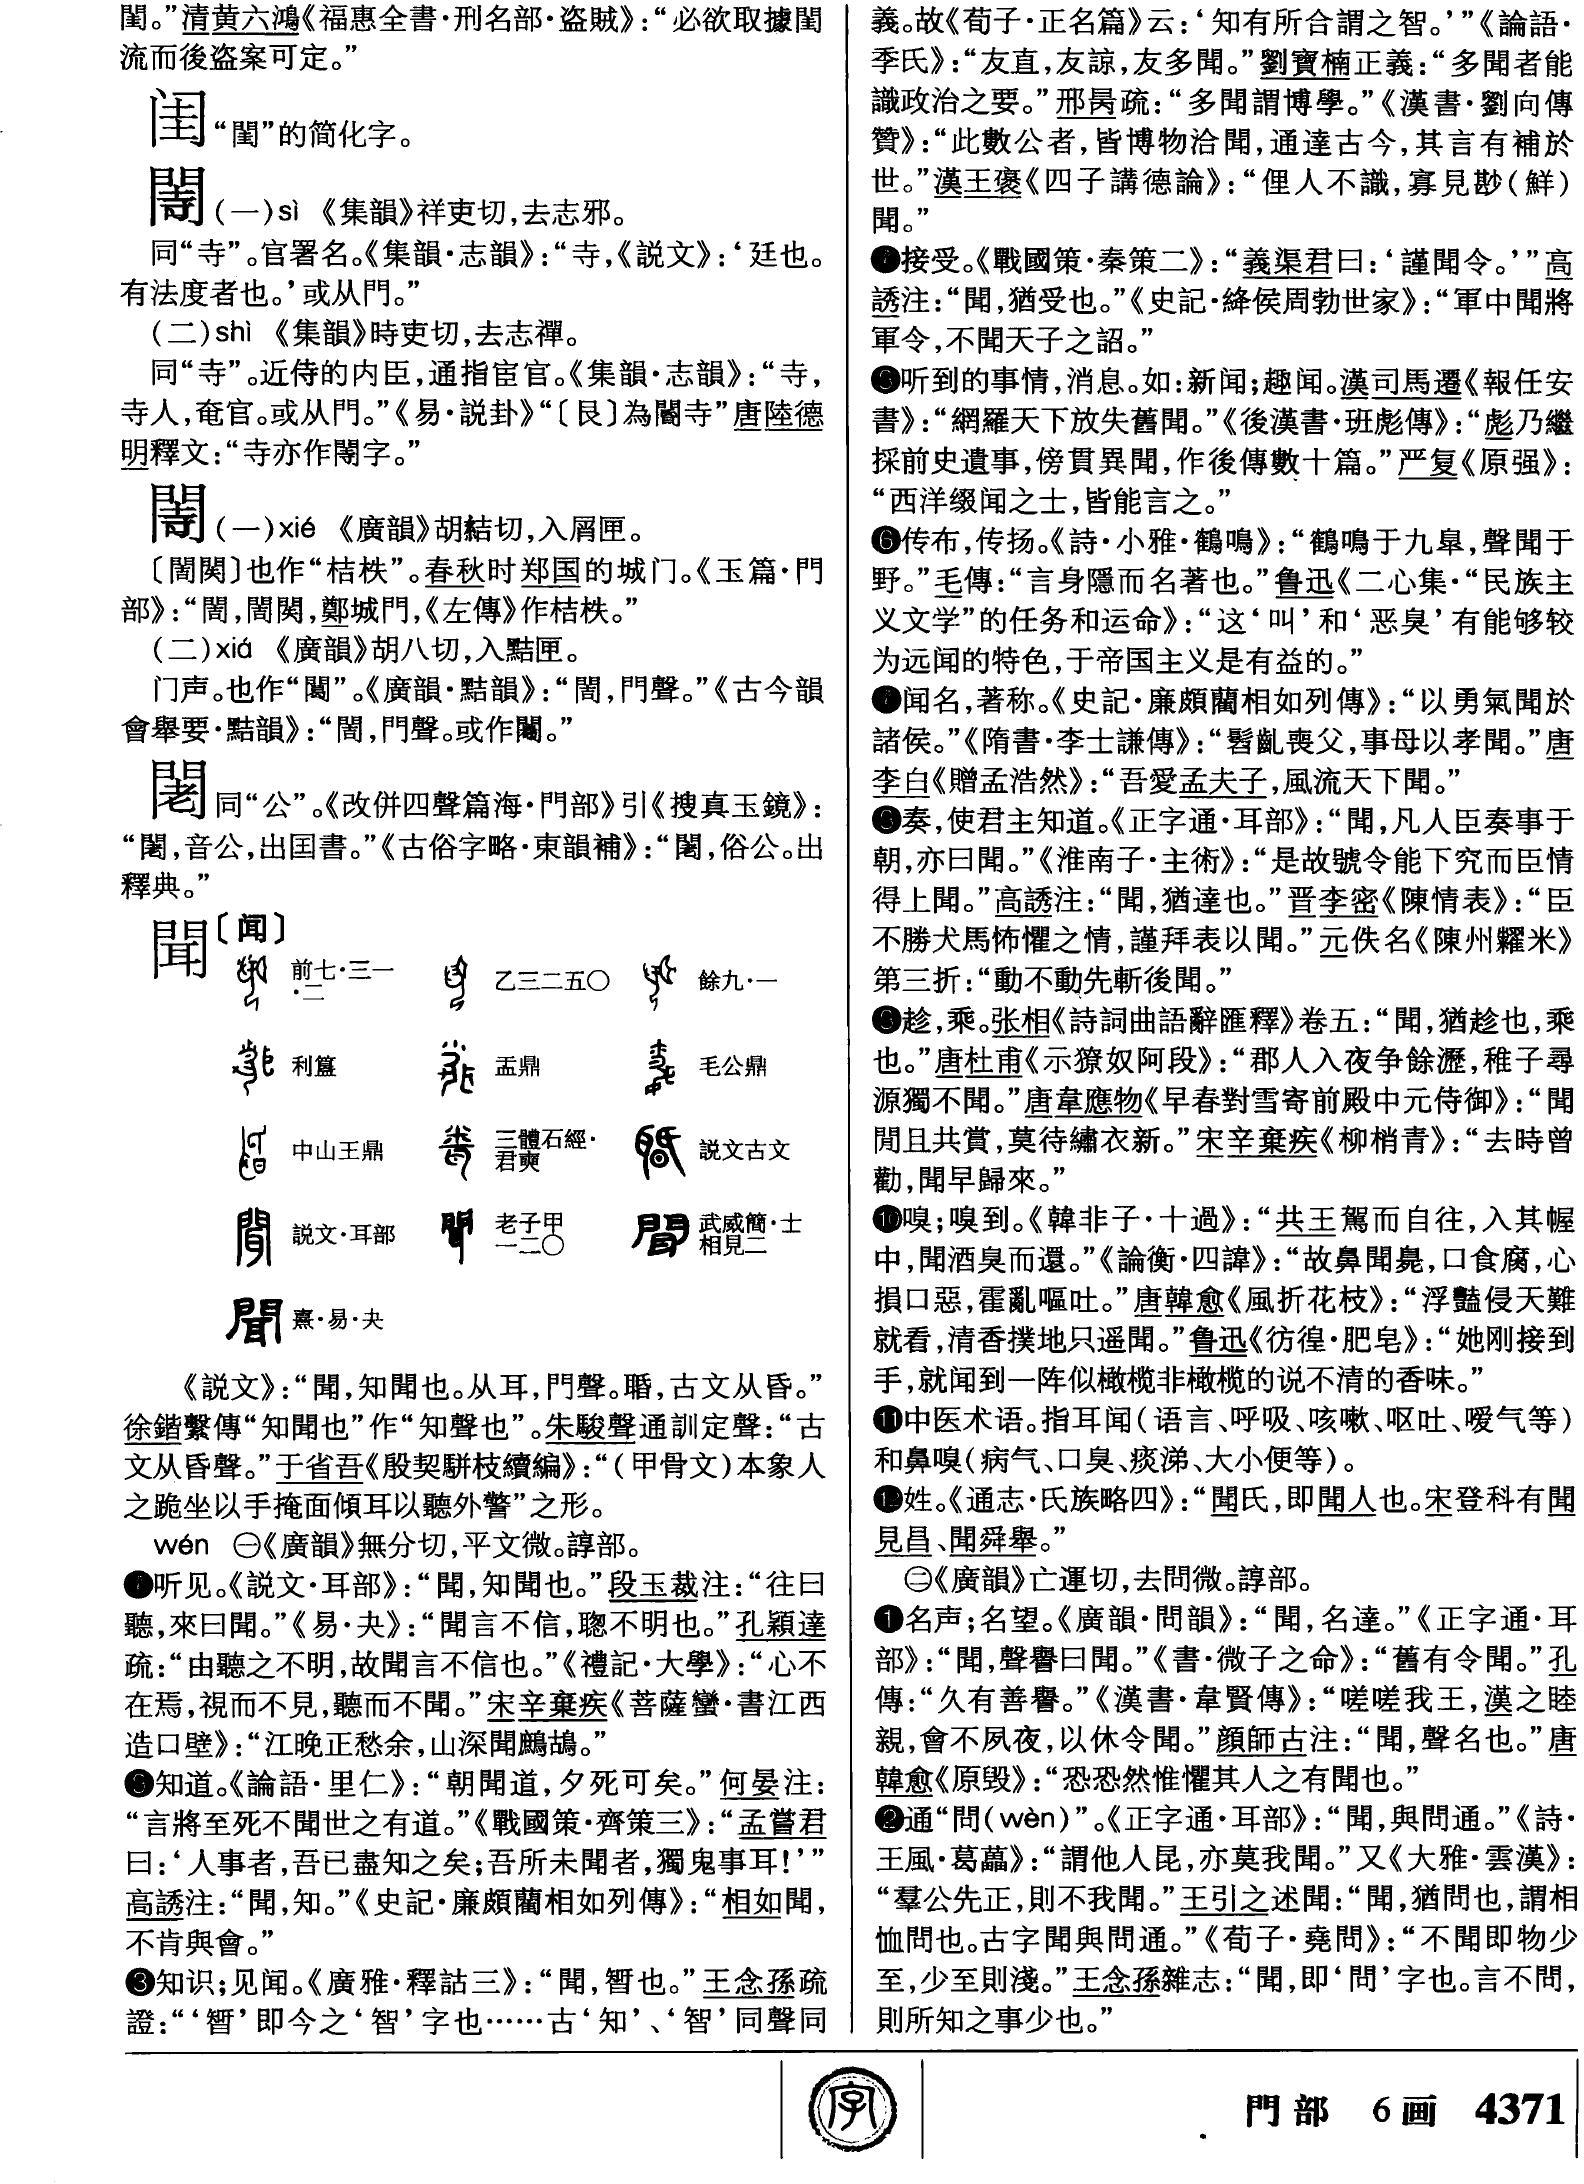 閨。”清黄六鴻《福惠全書·刑名部·盗賊》：“必欲取據閨
流而後盗案可定。”
闺“閨”的简化字。
閳(一)sì 《集韻》祥吏切，去志邪。
同“寺”。官署名。《集韻·志韻》：“寺，《説文》：‘廷也。
有法度者也。’或从門。”
(二)shì 《集韻》時吏切，去志禪。
同“寺”。近侍的内臣，通指宦官。《集韻·志韻》：“寺，
寺人，奄官。或从門。”《易·説卦》“〔艮〕為閽寺”唐陸德
明釋文：“寺亦作閳字。”
(一)xié 《廣韻》胡結切，入屑匣。
也作“桔柣”。春秋时郑国的城门。《玉篇·門
部》：鄭城門，《左傳》作桔柣。”
(二)xiá 《廣韻》胡八切，入黠匣。
门声。也作《廣韻·黠韻》：門聲。”《古今韻
會舉要·黠韻》：門聲。或作
同“公”。《改併四聲篇海·門部》引《搜真玉鏡》：
音公，出囯書。”《古俗字略·東韻補》：俗公。出
釋典。”
聞〔闻〕
前七·三一·二 乙三二五〇 餘九·一
利簋 盂鼎 毛公鼎
中山王鼎 三體石經·君奭 説文古文
説文·耳部 老子甲一二〇 武威簡·士相見二
熹·易·夬
《説文》：“聞，知聞也。从耳，門聲。䎽，古文从昏。”
徐鍇繫傳“知聞也”作“知聲也”。朱駿聲通訓定聲：“古
文从昏聲。”于省吾《殷契駢枝續編》：“(甲骨文)本象人
之跪坐以手掩面傾耳以聽外警”之形。
wén ㊀《廣韻》無分切，平文微。諄部。
❶听见。《説文·耳部》：“聞，知聞也。”段玉裁注：“往曰
聽，來曰聞。”《易·夬》：“聞言不信，聰不明也。”孔穎達
疏：“由聽之不明，故聞言不信也。”《禮記·大學》：“心不
在焉，視而不見，聽而不聞。”宋辛棄疾《菩薩蠻·書江西
造口壁》：“江晚正愁余，山深聞鷓鴣。”
❷知道。《論語·里仁》：“朝聞道，夕死可矣。”何晏注：
“言將至死不聞世之有道。”《戰國策·齊策三》：“孟嘗君
曰：‘人事者，吾已盡知之矣；吾所未聞者，獨鬼事耳！’”
高誘注：“聞，知。”《史記·廉頗藺相如列傳》：“相如聞，
不肯與會。”
❸知识；见闻。《廣雅·釋詁三》：“聞，𣉻也。”王念孫疏
證：“‘𣉻’即今之‘智’字也……古‘知’、‘智’同聲同
義。故《荀子·正名篇》云：‘知有所合謂之智。’”《論語·
季氏》：“友直，友諒，友多聞。”劉寶楠正義：“多聞者能
識政治之要。”邢昺疏：“多聞謂博學。”《漢書·劉向傳
贊》：“此數公者，皆博物洽聞，通達古今，其言有補於
世。”漢王褒《四子講德論》：“俚人不識，寡見尠(鮮)
聞。”
❹接受。《戰國策·秦策二》：“義渠君曰：‘謹聞令。’”高
誘注：“聞，猶受也。”《史記·絳侯周勃世家》：“軍中聞將
軍令，不聞天子之詔。”
❺听到的事情，消息。如：新闻；趣闻。漢司馬遷《報任安
書》：“網羅天下放失舊聞。”《後漢書·班彪傳》：“彪乃繼
採前史遺事，傍貫異聞，作後傳數十篇。”严复《原强》：
“西洋缀闻之士，皆能言之。”
❻传布，传扬。《詩·小雅·鶴鳴》：“鶴鳴于九皋，聲聞于
野。”毛傳：“言身隱而名著也。”鲁迅《二心集·“民族主
义文学”的任务和运命》：“这‘叫’和‘恶臭’有能够较
为远闻的特色，于帝国主义是有益的。”
❼闻名，著称。《史記·廉頗藺相如列傳》：“以勇氣聞於
諸侯。”《隋書·李士謙傳》：“髫齔喪父，事母以孝聞。”唐
李白《贈孟浩然》：“吾愛孟夫子，風流天下聞。”
❽奏，使君主知道。《正字通·耳部》：“聞，凡人臣奏事于
朝，亦曰聞。”《淮南子·主術》：“是故號令能下究而臣情
得上聞。”高誘注：“聞，猶達也。”晋李密《陳情表》：“臣
不勝犬馬怖懼之情，謹拜表以聞。”元佚名《陳州糶米》
第三折：“動不動先斬後聞。”
❾趁，乘。张相《詩詞曲語辭匯釋》卷五：“聞，猶趁也，乘
也。”唐杜甫《示獠奴阿段》：“郡人入夜争餘瀝，稚子尋
源獨不聞。”唐韋應物《早春對雪寄前殿中元侍御》：“聞
閒且共賞，莫待繡衣新。”宋辛棄疾《柳梢青》：“去時曾
勸，聞早歸來。”
❿嗅；嗅到。《韓非子·十過》：“共王駕而自往，入其幄
中，聞酒臭而還。”《論衡·四諱》：“故鼻聞臭，口食腐，心
損口惡，霍亂嘔吐。”唐韓愈《風折花枝》：“浮豔侵天難
就看，清香撲地只遥聞。”鲁迅《彷徨·肥皂》：“她刚接到
手，就闻到一阵似橄榄非橄榄的说不清的香味。”
⓫中医术语。指耳闻(语言、呼吸、咳嗽、呕吐、嗳气等)
和鼻嗅(病气、口臭、痰涕、大小便等)。
⓬姓。《通志·氏族略四》：“聞氏，即聞人也。宋登科有聞
見昌、聞舜舉。”
㊁《廣韻》亡運切，去問微。諄部。
❶名声；名望。《廣韻·問韻》：“聞，名達。”《正字通·耳
部》：“聞，聲譽曰聞。”《書·微子之命》：“舊有令聞。”孔
傳：“久有善譽。”《漢書·韋賢傳》：“嗟嗟我王，漢之睦
親，會不夙夜，以休令聞。”顔師古注：“聞，聲名也。”唐
韓愈《原毁》：“恐恐然惟懼其人之有聞也。”
❷通“問(wèn)”。《正字通·耳部》：“聞，與問通。”《詩·
王風·葛藟》：“謂他人昆，亦莫我聞。”又《大雅·雲漢》：
“羣公先正，則不我聞。”王引之述聞：“聞，猶問也，謂相
恤問也。古字聞與問通。”《荀子·堯問》：“不聞即物少
至，少至則淺。”王念孫雜志：“聞，即‘問’字也。言不問，
則所知之事少也。”
字
門部 6画 4371